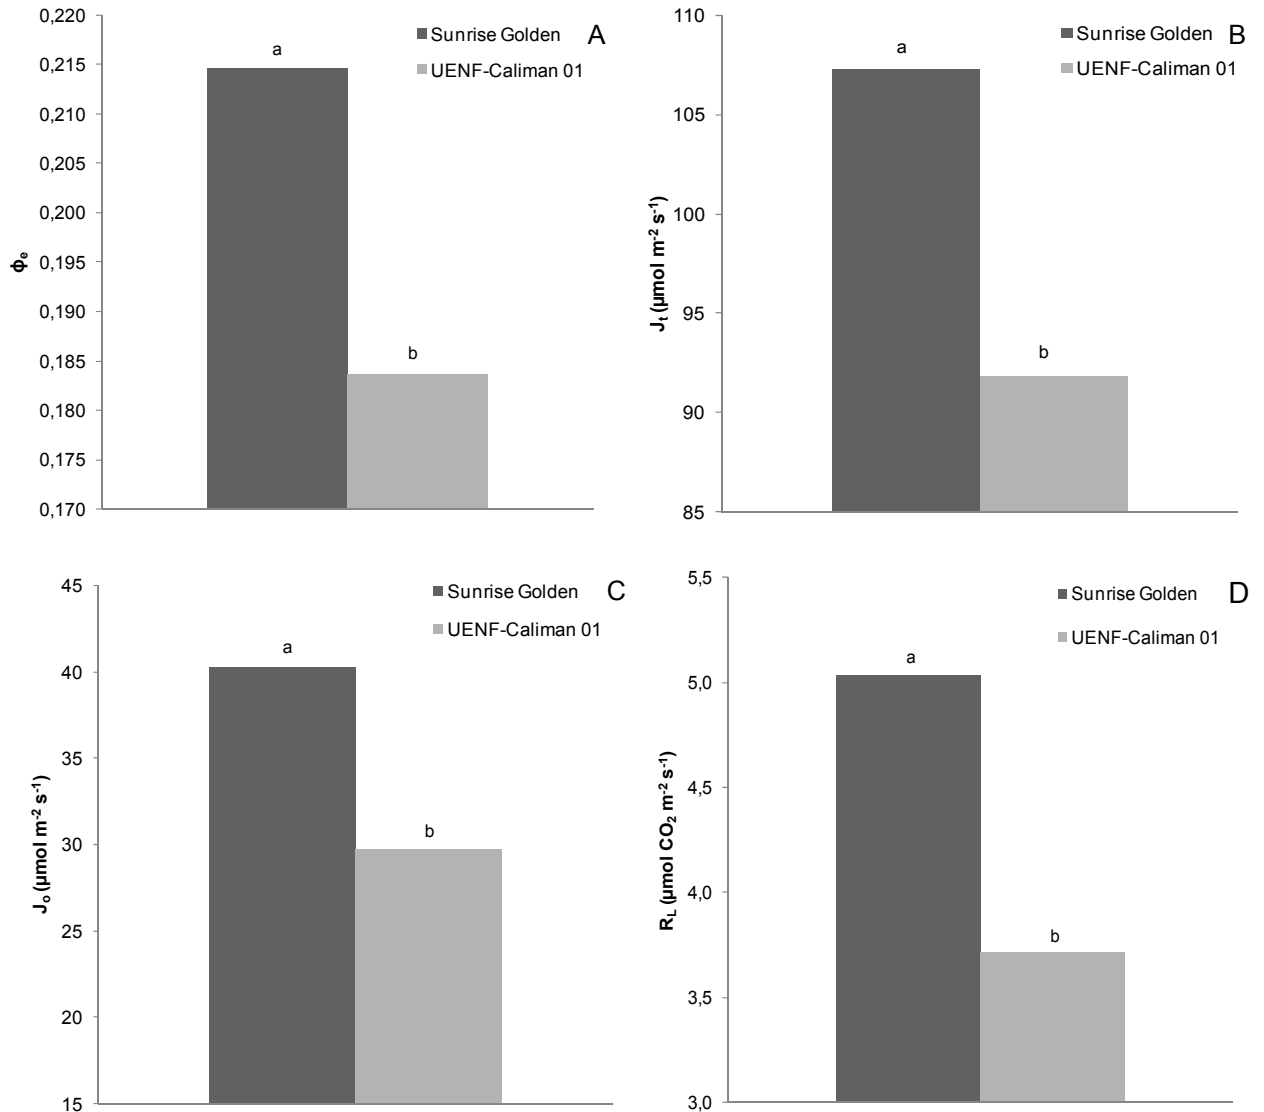 0,220
0,215
0,210
0,205
0,200
0,195
0,190
0,185
0,180
0,175
0,170
ϕe
a
b
Sunrise Golden
UENF-Caliman 01
A
110
105
100
95
90
85
Jt (µmol m-2 s-1)
a
b
Sunrise Golden
UENF-Caliman 01
B
45
40
35
30
25
20
15
Jo (µmol m-2 s-1)
a
b
Sunrise Golden
UENF-Caliman 01
C
5,5
5,0
4,5
4,0
3,5
3,0
RL (µmol CO2 m-2 s-1)
a
b
Sunrise Golden
UENF-Caliman 01
D